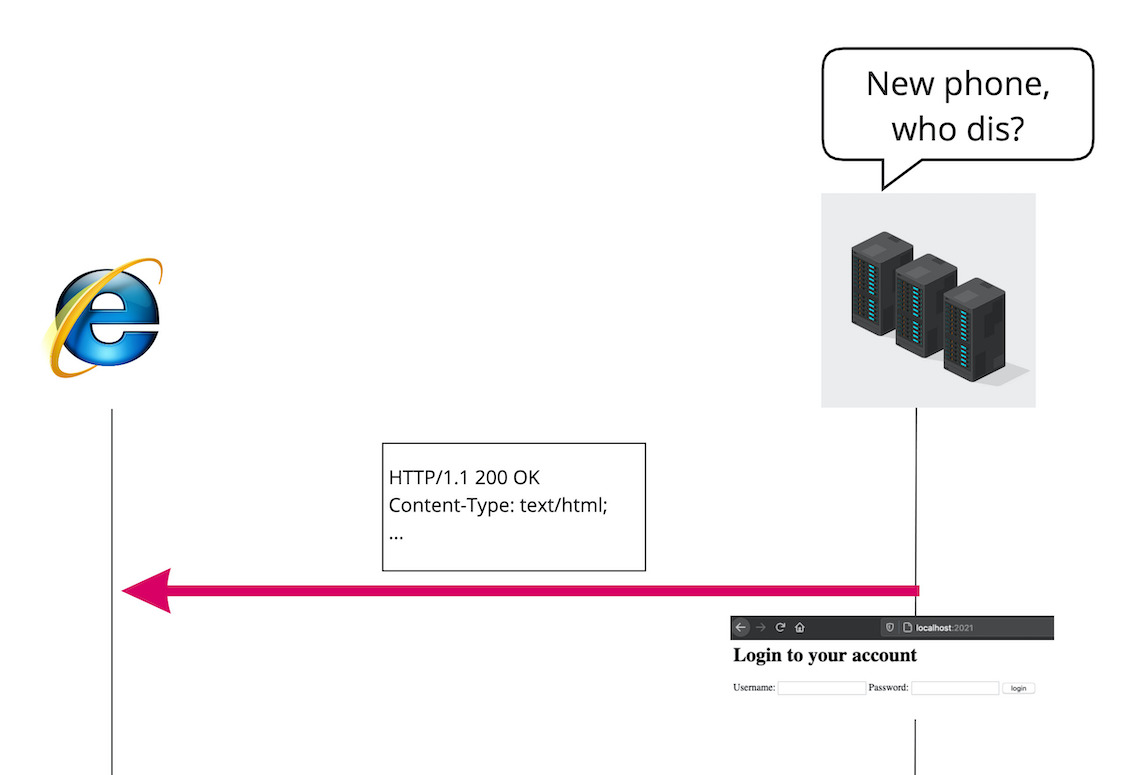 New phone,
who dis?
HTTP/1.1 200 OK
Content-Type: text/html;
...
localhost:2021
Login to your account
Username: Password: login